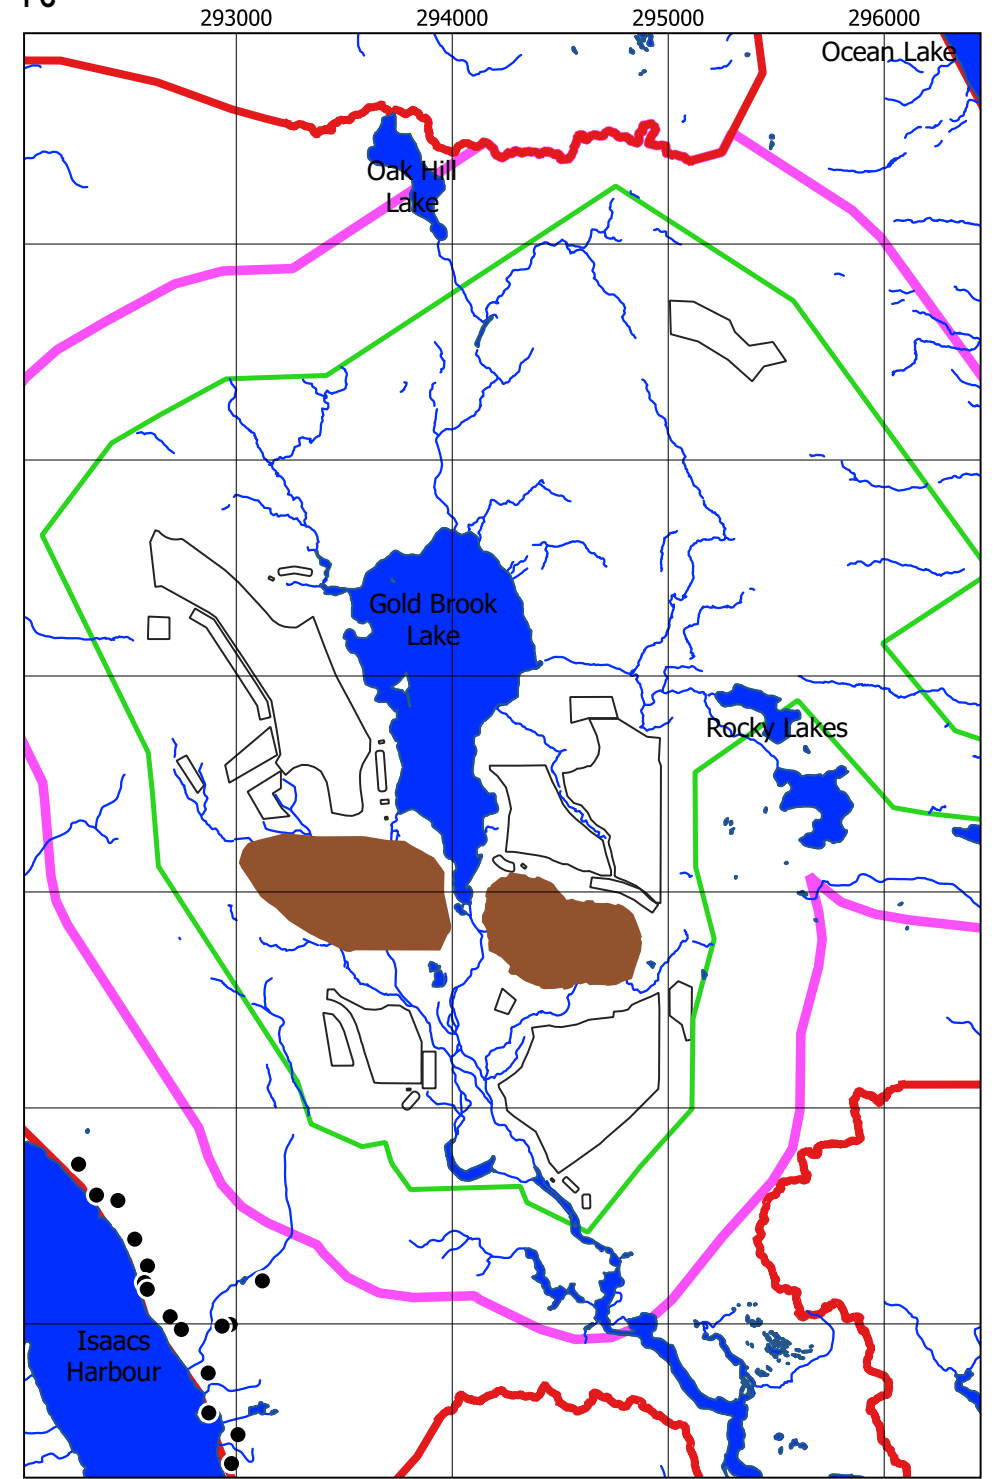 293000 294000 295000 296000
Ocean Lake
Oak Hill
Lake
Gold Brook
Lake
Rocky Lakes
Isaacs
Harbour